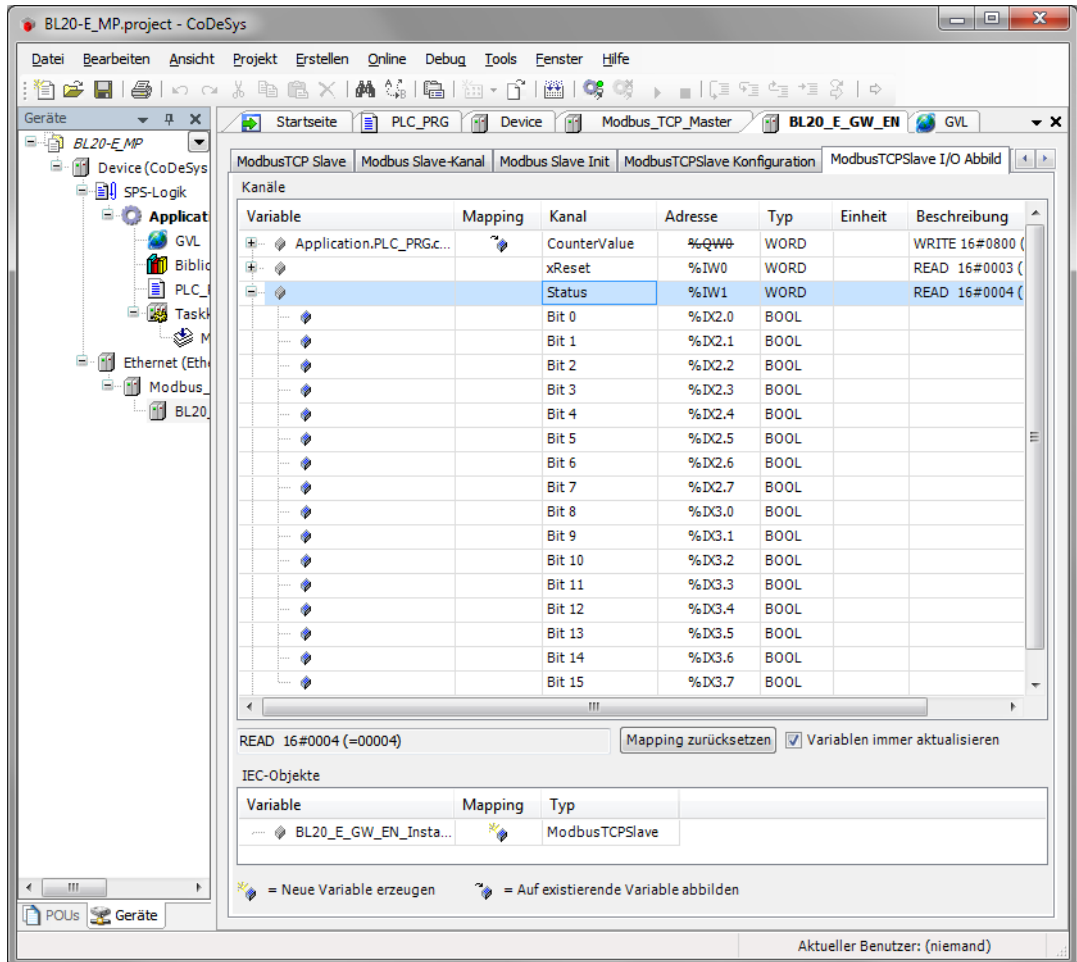 BL20-E_MP.project - CoDeSys
Datei Bearbeiten Ansicht Projekt Erstellen Online Debug Tools Fenster Hilfe
Geräte
BL20-E_MP
Device (CoDeSys
SPS-Logik
Applicati
GVL
Biblic
PLC_I
Taskk
M
Ethernet (Ethe
Modbus_
BL20_
POUs Geräte
Startseite PLC_PRG Device Modbus_TCP_Master BL20_E_GW_EN GVL
ModbusTCP Slave Modbus Slave-Kanal Modbus Slave Init ModbusTCPSlave Konfiguration ModbusTCPSlave I/O Abbild
Kanäle
Variable Mapping Kanal Adresse Typ Einheit Beschreibung
Application.PLC_PRG.c... CounterValue %QW0 WORD WRITE 16#0800 (
xReset %IW0 WORD READ 16#0003 (
Status %IW1 WORD READ 16#0004 (
Bit 0 %IX2.0 BOOL
Bit 1 %IX2.1 BOOL
Bit 2 %IX2.2 BOOL
Bit 3 %IX2.3 BOOL
Bit 4 %IX2.4 BOOL
Bit 5 %IX2.5 BOOL
Bit 6 %IX2.6 BOOL
Bit 7 %IX2.7 BOOL
Bit 8 %IX3.0 BOOL
Bit 9 %IX3.1 BOOL
Bit 10 %IX3.2 BOOL
Bit 11 %IX3.3 BOOL
Bit 12 %IX3.4 BOOL
Bit 13 %IX3.5 BOOL
Bit 14 %IX3.6 BOOL
Bit 15 %IX3.7 BOOL
READ 16#0004 (=00004) Mapping zurücksetzen Variablen immer aktualisieren
IEC-Objekte
Variable Mapping Typ
BL20_E_GW_EN_Insta... ModbusTCPSlave
= Neue Variable erzeugen = Auf existierende Variable abbilden
Aktueller Benutzer: (niemand)